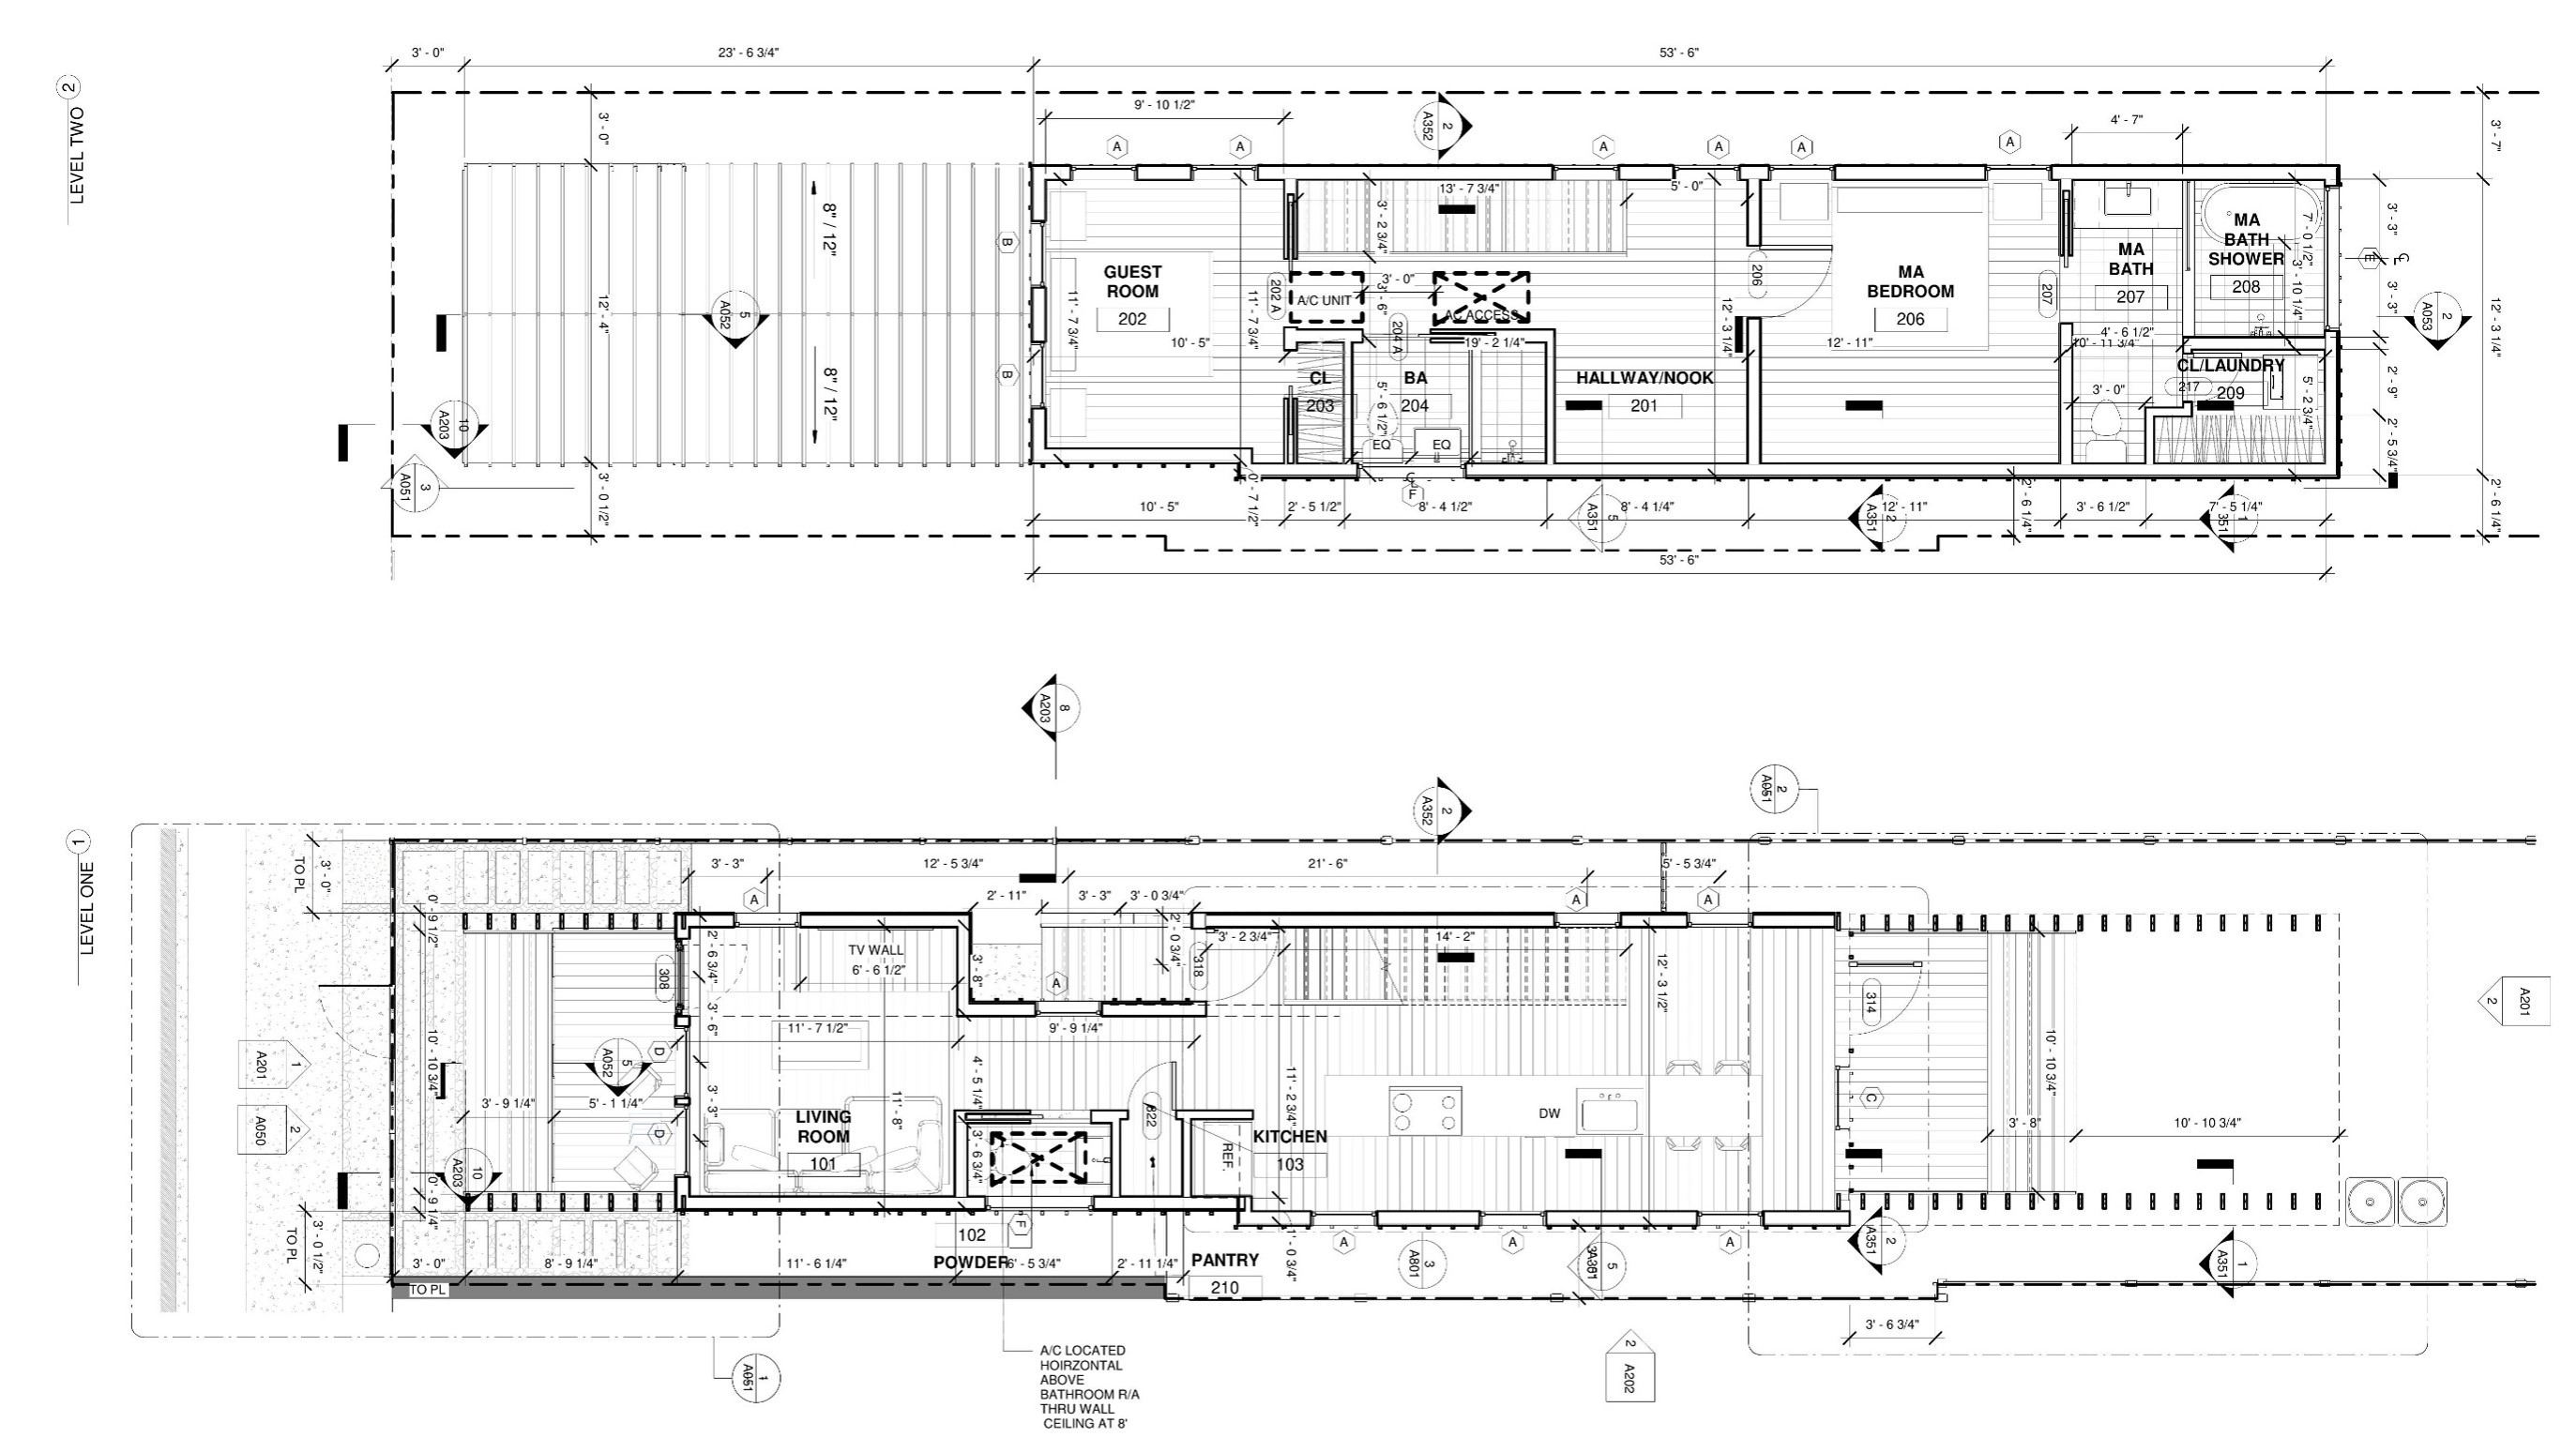 3' - 0"
23' - 6 3/4"
53' - 6"
2
LEVEL TWO
9' - 10 1/2"
3' - 0"
2
A352
4' - 7"
3' - 7"
A
A
A
A
A
A
13' - 7 3/4"
5' - 0"
3' - 2 3/4"
8" / 12"
8" / 12"
B
B
GUEST
ROOM
202
11' - 7 3/4"
11' - 7 3/4"
10' - 5"
202 A
A/C UNIT
3' - 0"
3' - 6"
AC ACCESS
204 A
19' - 2 1/4"
206
12' - 3 1/4"
MA
BEDROOM
206
12' - 11"
207
MA
BATH
207
4' - 6 1/2"
10' - 11 3/4"
MA
BATH
SHOWER
208
7' - 0 1/2"
3' - 10 1/4"
3' - 3"
E
CL
3' - 3"
2
A053
12' - 3 1/4"
12' - 4"
5
A052
CL
203
BA
204
5' - 6 1/2"
EQ
EQ
HALLWAY/NOOK
201
CL/LAUNDRY
217
209
3' - 0"
5' - 2 3/4"
2' - 9"
2' - 5 3/4"
10
A203
3
A051
3' - 0 1/2"
0' - 7 1/2"
CL
F
10' - 5"
2' - 5 1/2"
8' - 4 1/2"
5
A351
8' - 4 1/4"
2
A351
12' - 11"
2' - 6 1/4"
3' - 6 1/2"
1
351
7' - 5 1/4"
2' - 6 1/4"
53' - 6"
8
A203
2
A352
2
A051
1
LEVEL ONE
3' - 0"
TO PL
3' - 3"
12' - 5 3/4"
21' - 6"
5' - 5 3/4"
A
2' - 11"
3' - 3"
3' - 0 3/4"
A
A
0' - 9 1/2"
2' - 6 3/4"
TV WALL
6' - 6 1/2"
3' - 8"
2' - 0 3/4"
318
3' - 2 3/4"
14' - 2"
12' - 3 1/2"
308
A
314
A201
2
3' - 6"
11' - 7 1/2"
9' - 9 1/4"
10' - 10 3/4"
10' - 10 3/4"
1
A201
2
A050
5
A052
D
D
3' - 9 1/4"
5' - 1 1/4"
3' - 3"
LIVING
ROOM
101
11' - 8"
4' - 5 1/4"
3' - 6 3/4"
822
REF.
KITCHEN
103
11' - 2 3/4"
DW
C
3' - 8"
10' - 10 3/4"
10
A203
0' - 9 1/4"
3' - 0 1/2"
TO PL
102
F
POWDER
PANTRY
210
1' - 0 3/4"
A
A
A
3
A801
5
2
A351
1
A351
3' - 0"
8' - 9 1/4"
11' - 6 1/4"
6' - 5 3/4"
2' - 11 1/4"
TO PL
3' - 6 3/4"
1
A051
A/C LOCATED
HOIRZONTAL
ABOVE
BATHROOM R/A
THRU WALL
CEILING AT 8'
2
A202